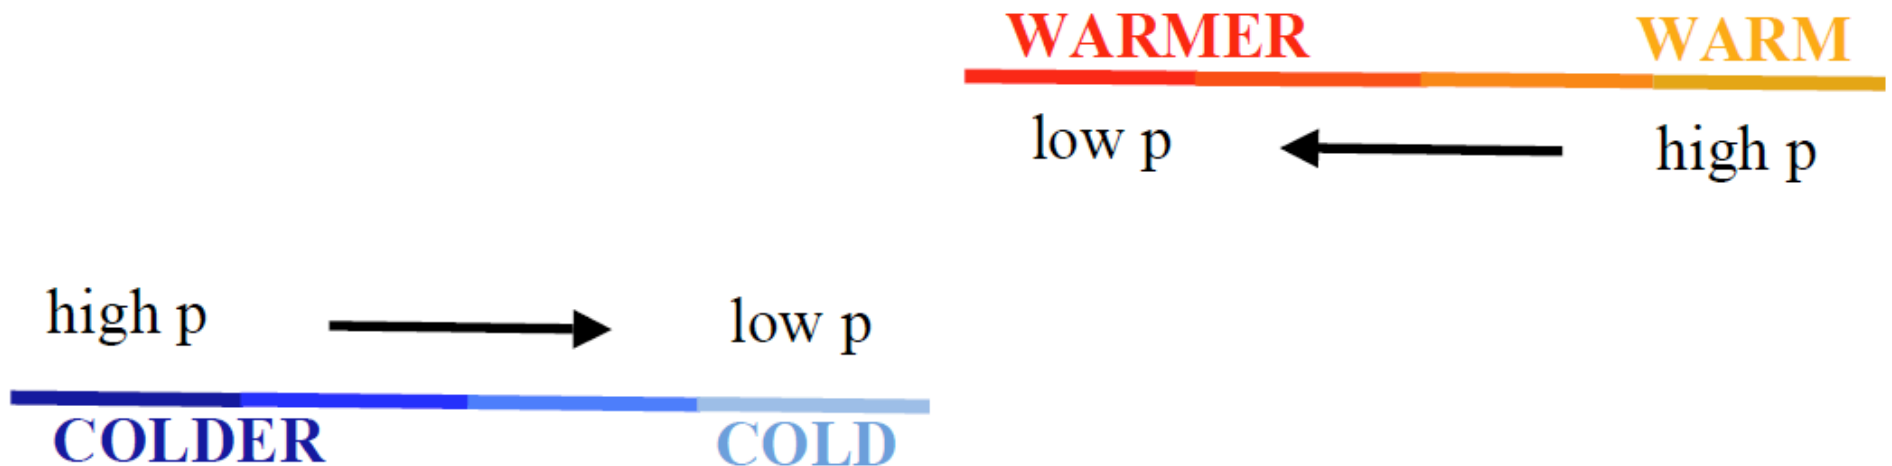 WARMER WARM
low p high p
high p low p
COLDER COLD